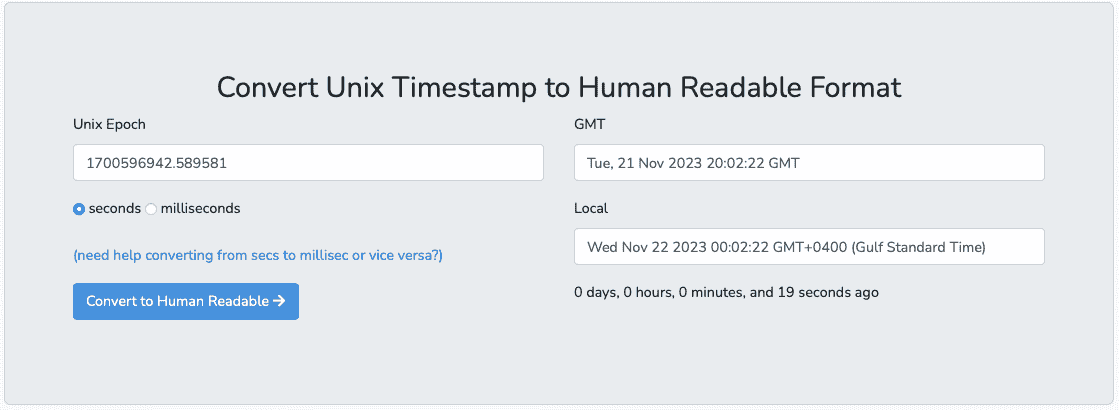 Convert Unix Timestamp to Human Readable Format
Unix Epoch
1700596942.589581
seconds milliseconds
(need help converting from secs to millisec or vice versa?)
Convert to Human Readable →
GMT
Tue, 21 Nov 2023 20:02:22 GMT
Local
Wed Nov 22 2023 00:02:22 GMT+0400 (Gulf Standard Time)
0 days, 0 hours, 0 minutes, and 19 seconds ago